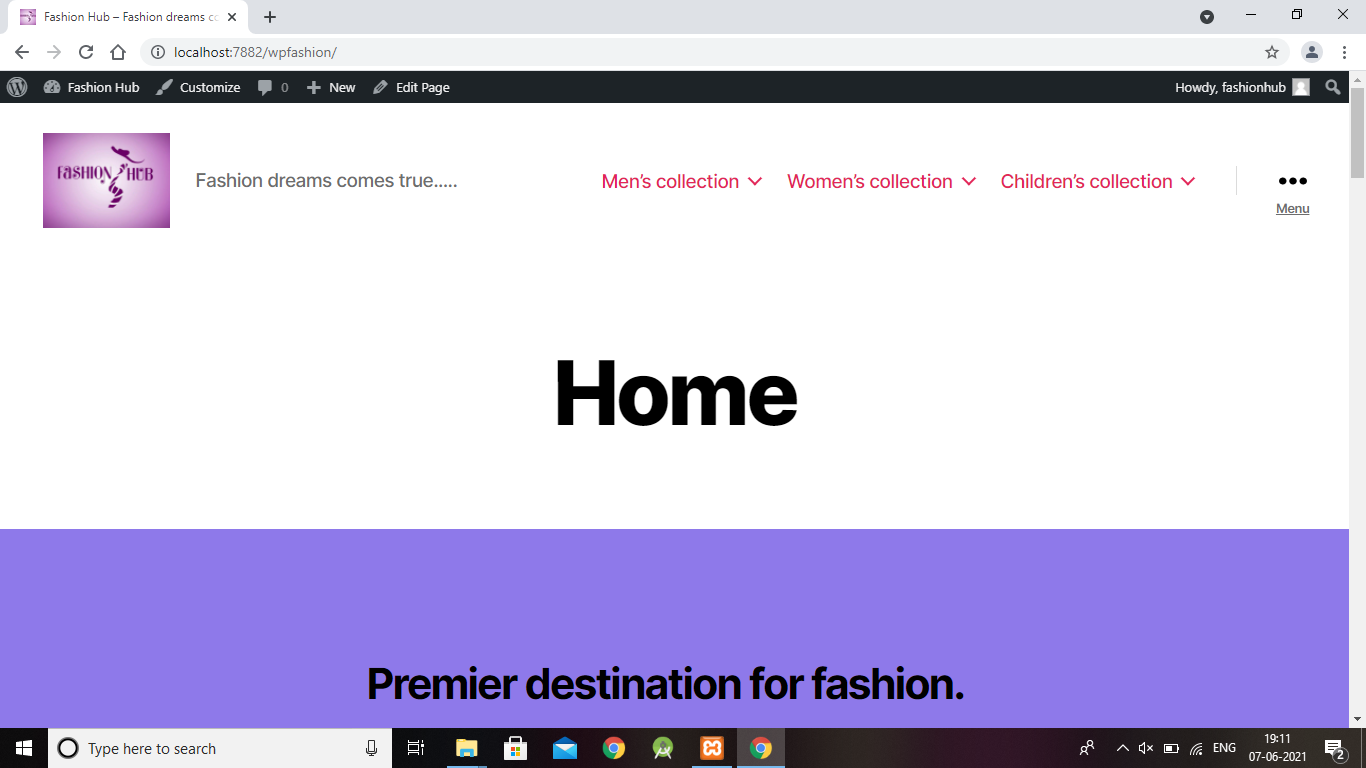 Fashion Hub – Fashion dreams co
localhost:7882/wpfashion/
Fashion Hub Customize 0 New Edit Page Howdy, fashionhub
FASHION HUB
Fashion dreams comes true.....
Men's collection Women's collection Children's collection
Menu
Home
Premier destination for fashion.
Type here to search
ENG
19:11
07-06-2021
2